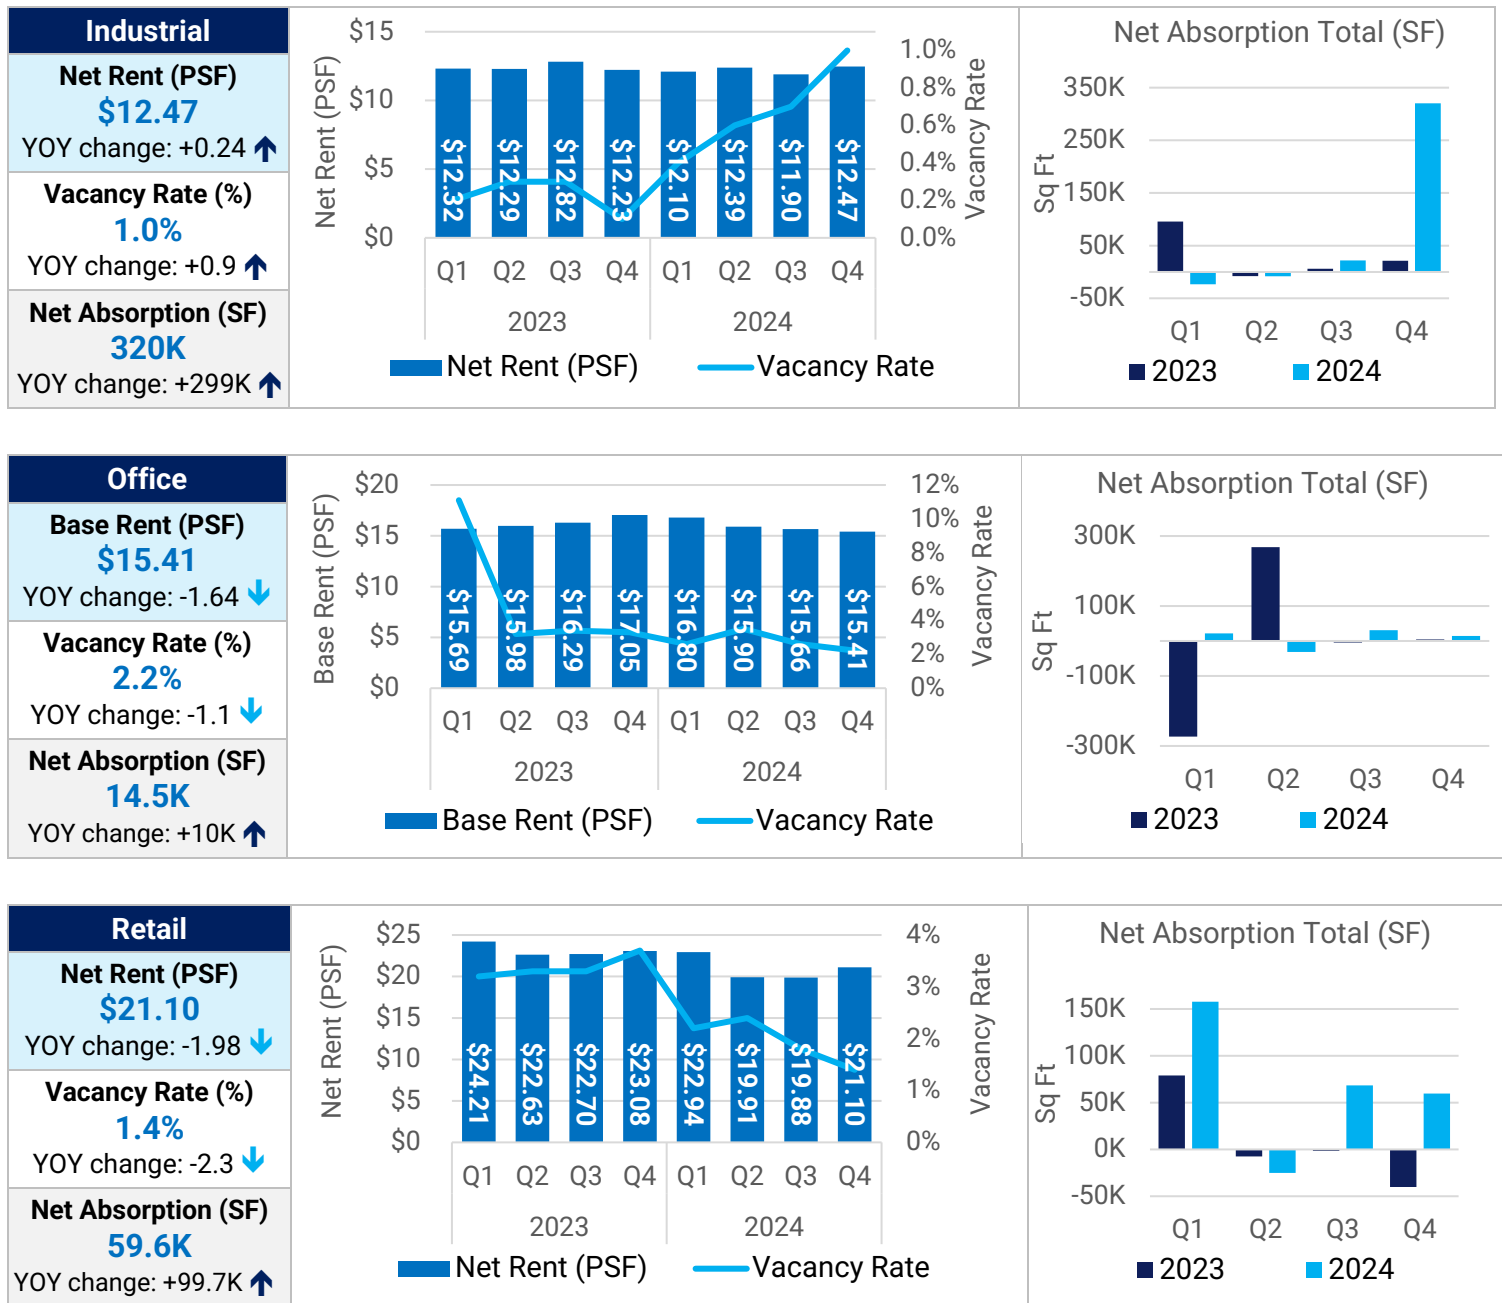 Industrial
Net Rent (PSF)
$12.47
YOY change: +0.24
Vacancy Rate (%)
1.0%
YOY change: +0.9
Net Absorption (SF)
320K
YOY change: +299K
Net Rent (PSF)
$15
$10
$5
$0
$12.32
$12.29
$12.82
$12.23
$12.10
$12.39
$11.90
$12.47
1.0%
0.8%
0.6%
0.4%
0.2%
0.0%
Vacancy Rate
Q1 Q2 Q3 Q4 Q1 Q2 Q3 Q4
2023 2024
Net Rent (PSF) Vacancy Rate
Net Absorption Total (SF)
Sq Ft
350K
250K
150K
50K
-50K
Q1 Q2 Q3 Q4
2023 2024
Office
Base Rent (PSF)
$15.41
YOY change: -1.64
Vacancy Rate (%)
2.2%
YOY change: -1.1
Net Absorption (SF)
14.5K
YOY change: +10K
Base Rent (PSF)
$20
$15
$10
$5
$0
$15.69
$15.98
$16.29
$17.05
$16.80
$15.90
$15.66
$15.41
12%
10%
8%
6%
4%
2%
0%
Vacancy Rate
Q1 Q2 Q3 Q4 Q1 Q2 Q3 Q4
2023 2024
Base Rent (PSF) Vacancy Rate
Net Absorption Total (SF)
Sq Ft
300K
100K
-100K
-300K
Q1 Q2 Q3 Q4
2023 2024
Retail
Net Rent (PSF)
$21.10
YOY change: -1.98
Vacancy Rate (%)
1.4%
YOY change: -2.3
Net Absorption (SF)
59.6K
YOY change: +99.7K
Net Rent (PSF)
$25
$20
$15
$10
$5
$0
$24.21
$22.63
$22.70
$23.08
$22.94
$19.91
$19.88
$21.10
4%
3%
2%
1%
0%
Vacancy Rate
Q1 Q2 Q3 Q4 Q1 Q2 Q3 Q4
2023 2024
Net Rent (PSF) Vacancy Rate
Net Absorption Total (SF)
Sq Ft
150K
100K
50K
0K
-50K
Q1 Q2 Q3 Q4
2023 2024